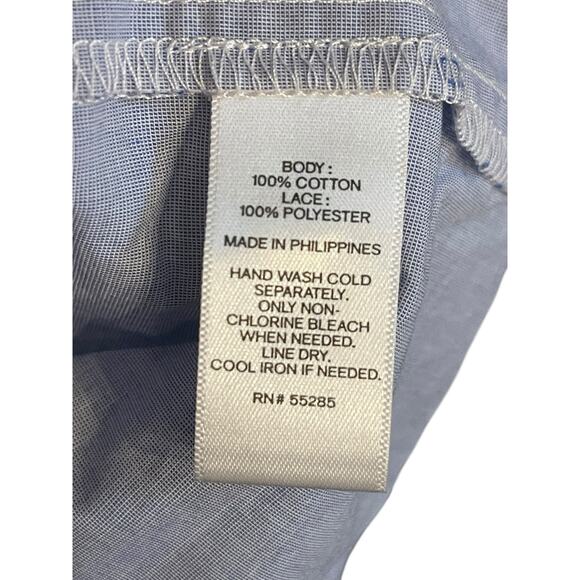 BODY :
100% COTTON
LACE :
100% POLYESTER
MADE IN PHILIPPINES
HAND WASH COLD
SEPARATELY.
ONLY NON-
CHLORINE BLEACH
WHEN NEEDED.
LINE DRY.
COOL IRON IF NEEDED.
RN# 55285